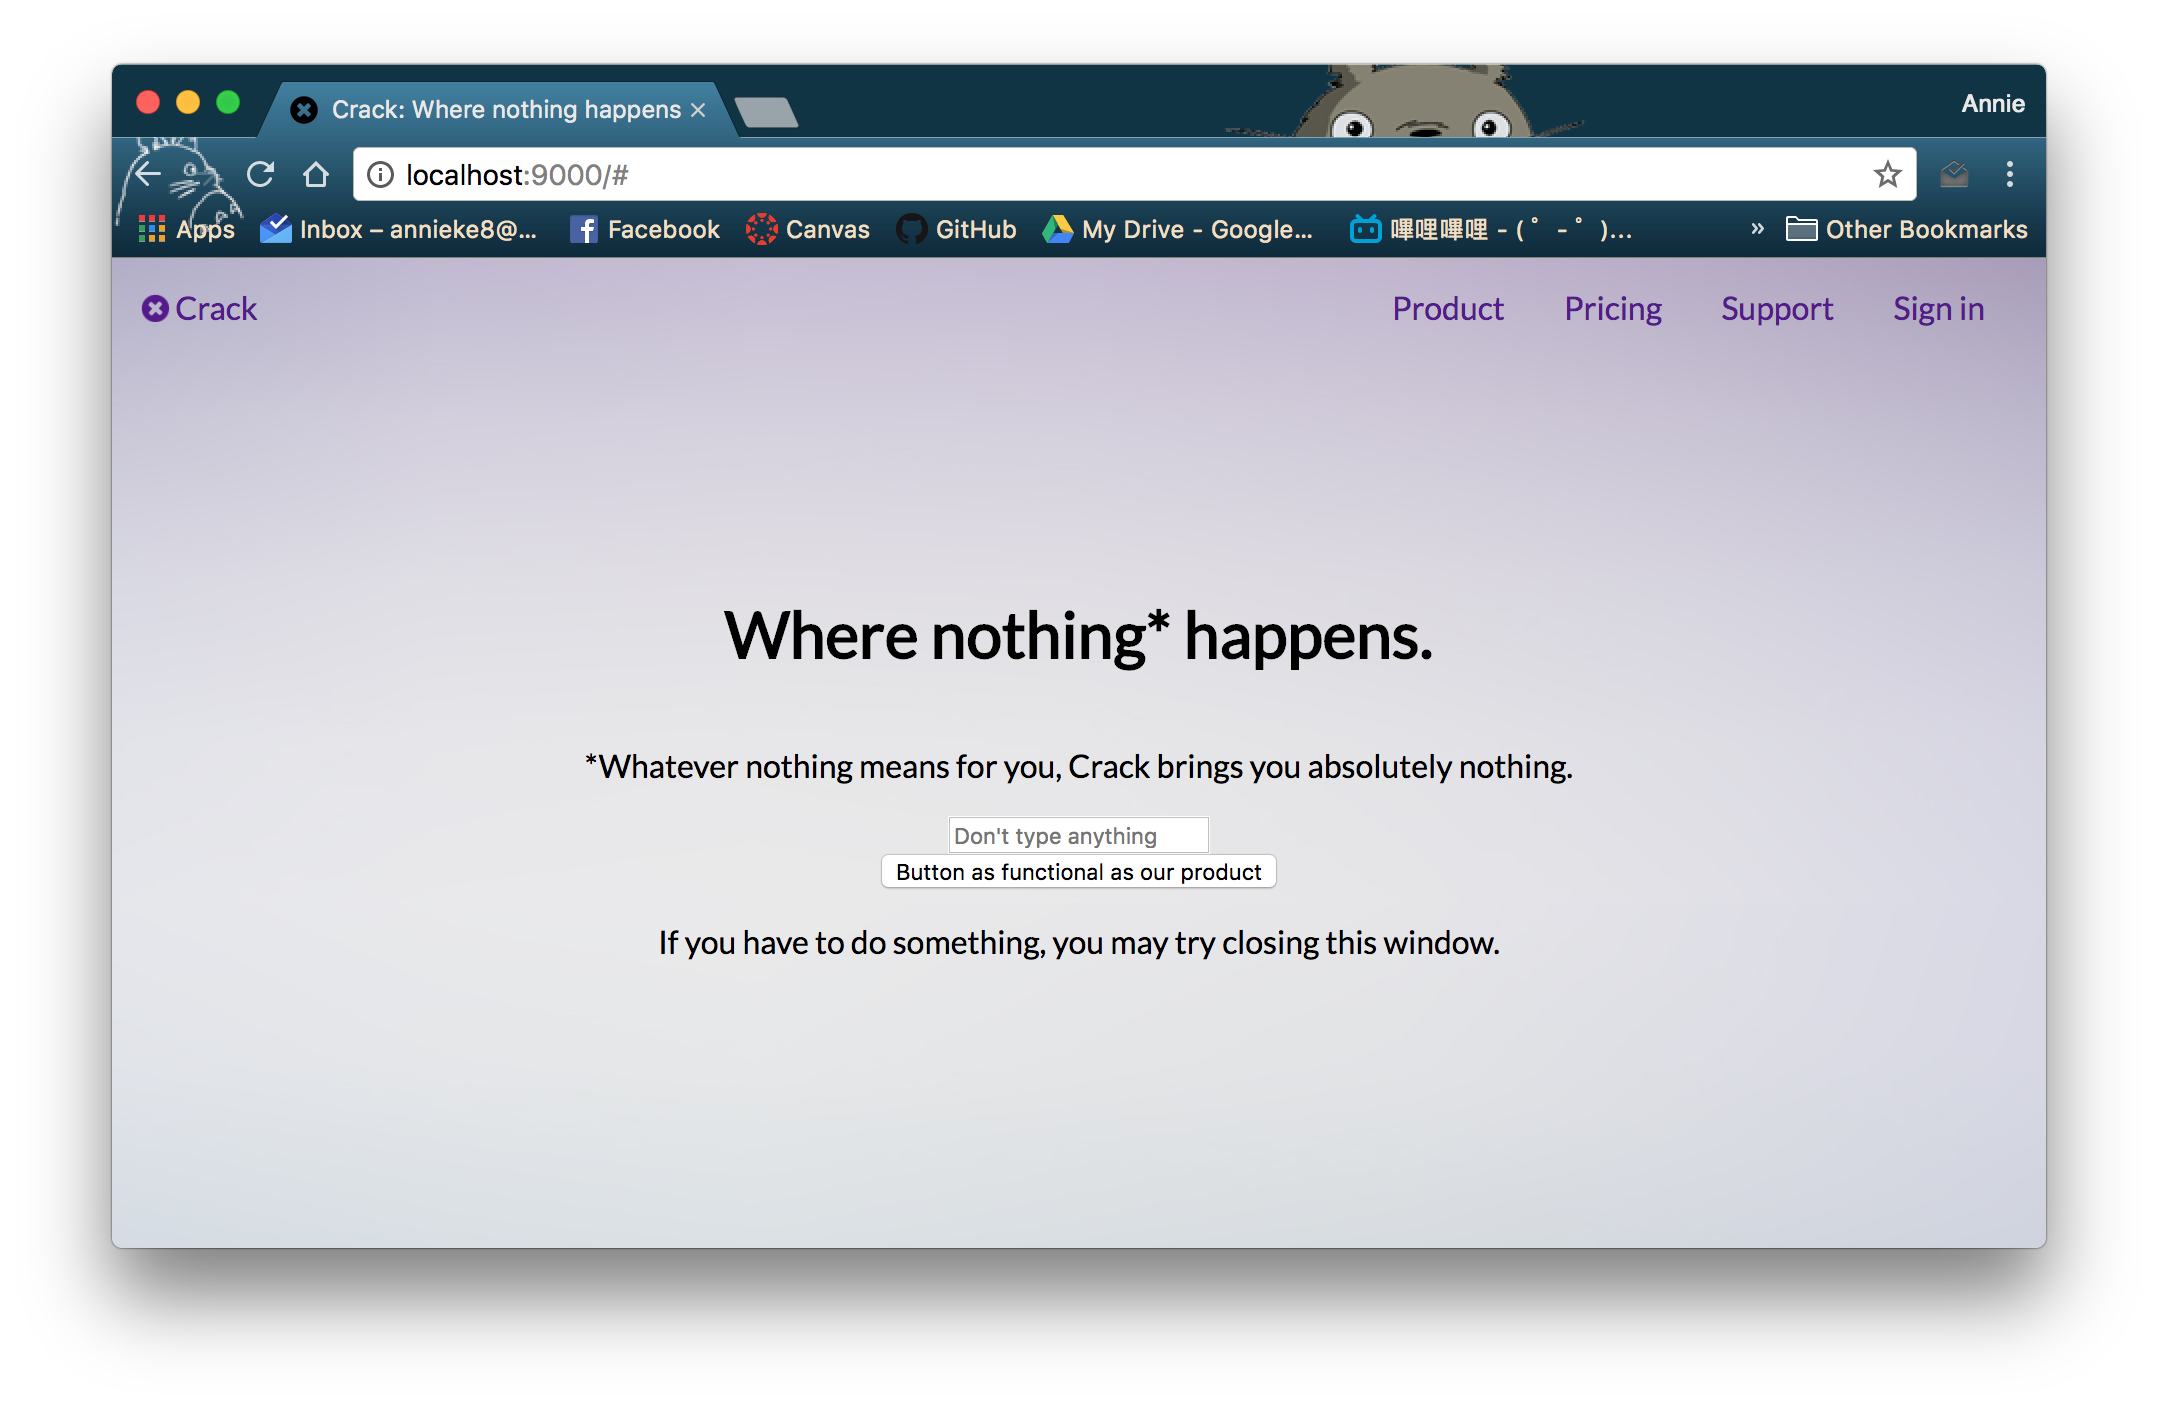 Crack: Where nothing happens
Annie
localhost:9000/#
Apps Inbox – annieke8@... Facebook Canvas GitHub My Drive - Google... 嗶哩嗶哩 - ( ﾟ - ﾟ )... » Other Bookmarks
Crack Product Pricing Support Sign in
Where nothing* happens.
*Whatever nothing means for you, Crack brings you absolutely nothing.
Don't type anything
Button as functional as our product
If you have to do something, you may try closing this window.